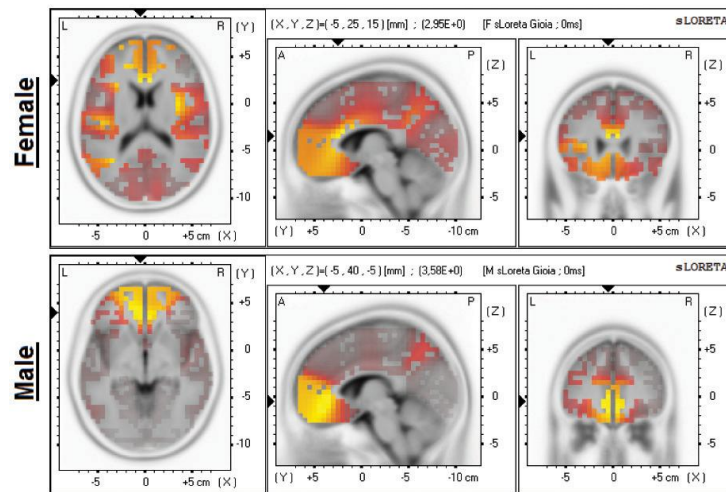 Female
(X, Y, Z)=(-5, 25, 15) [mm] ; (2,95E+0) [F sLoreta Gioia ; 0ms] sLORETA
L R (Y)
+5
0
-5
-10
-5 0 +5 cm (X)
A P (Z)
+5
0
-5
(Y) +5 0 -5 -10 cm
L R
(Z)
+5
0
-5
-5 0 +5 cm (X)
Male
(X, Y, Z)=(-5, 40, -5) [mm] ; (3,58E+0) [M sLoreta Gioia ; 0ms] sLORETA
L R (Y)
+5
0
-5
-10
-5 0 +5 cm (X)
A P (Z)
+5
0
-5
(Y) +5 0 -5 -10 cm
L R
(Z)
+5
0
-5
-5 0 +5 cm (X)